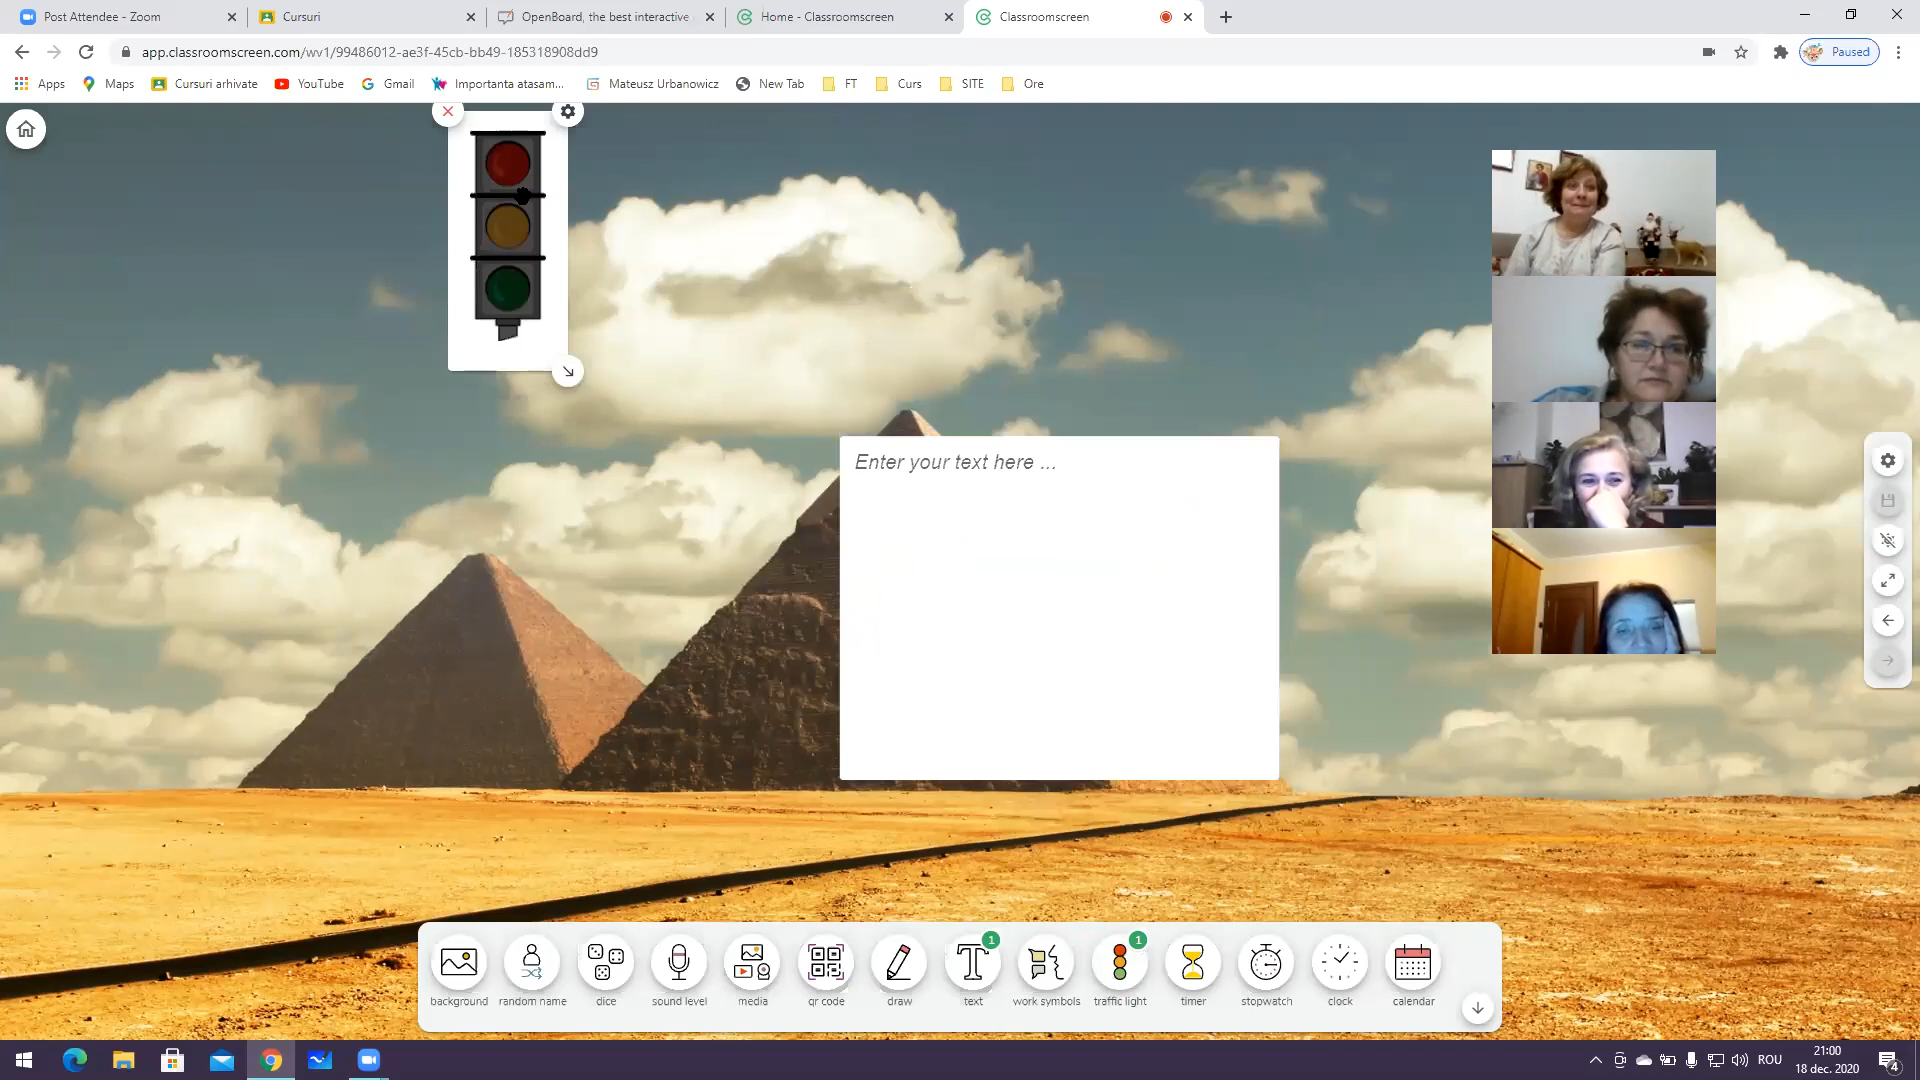 Post Attendee - Zoom
Cursuri
OpenBoard, the best interactive
Home - Classroomscreen
Classroomscreen
app.classroomscreen.com/wv1/99486012-ae3f-45cb-bb49-185318908dd9
Paused
Apps
Maps
Cursuri arhivate
YouTube
Gmail
Importanta atasam...
Mateusz Urbanowicz
New Tab
FT
Curs
SITE
Ore
Enter your text here ...
1
1
background
random name
dice
sound level
media
qr code
draw
text
work symbols
traffic light
timer
stopwatch
clock
calendar
ROU
21:00
18 dec. 2020
4